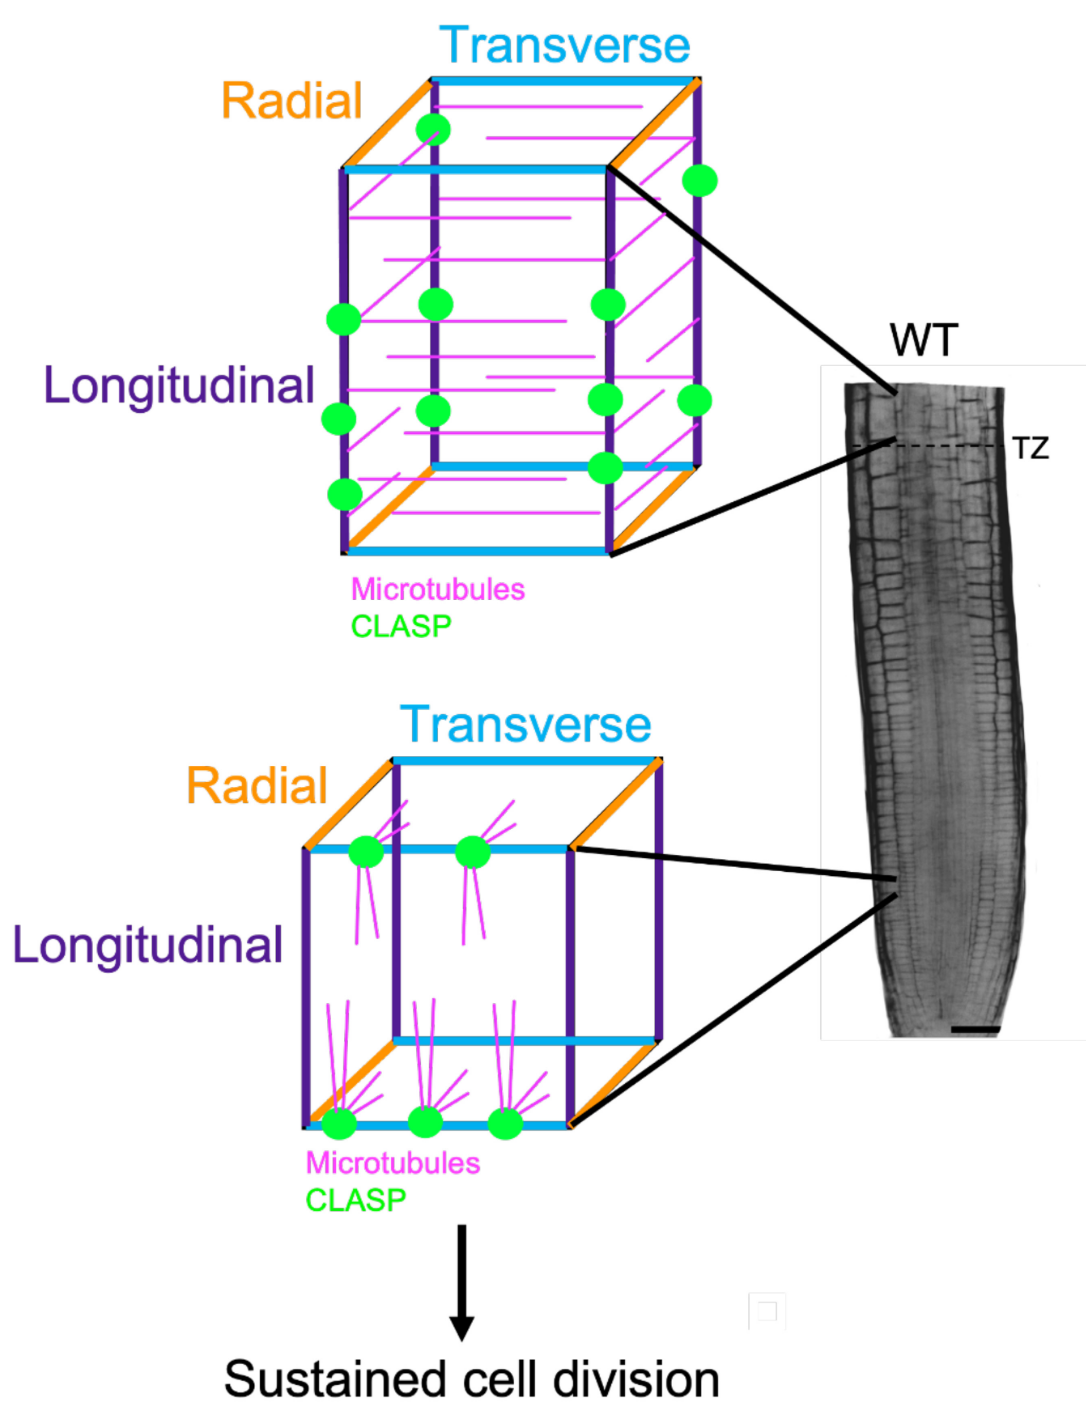 Transverse
Radial
WT
Longitudinal
TZ
Microtubules
CLASP
Transverse
Radial
Longitudinal
Microtubules
CLASP
Sustained cell division